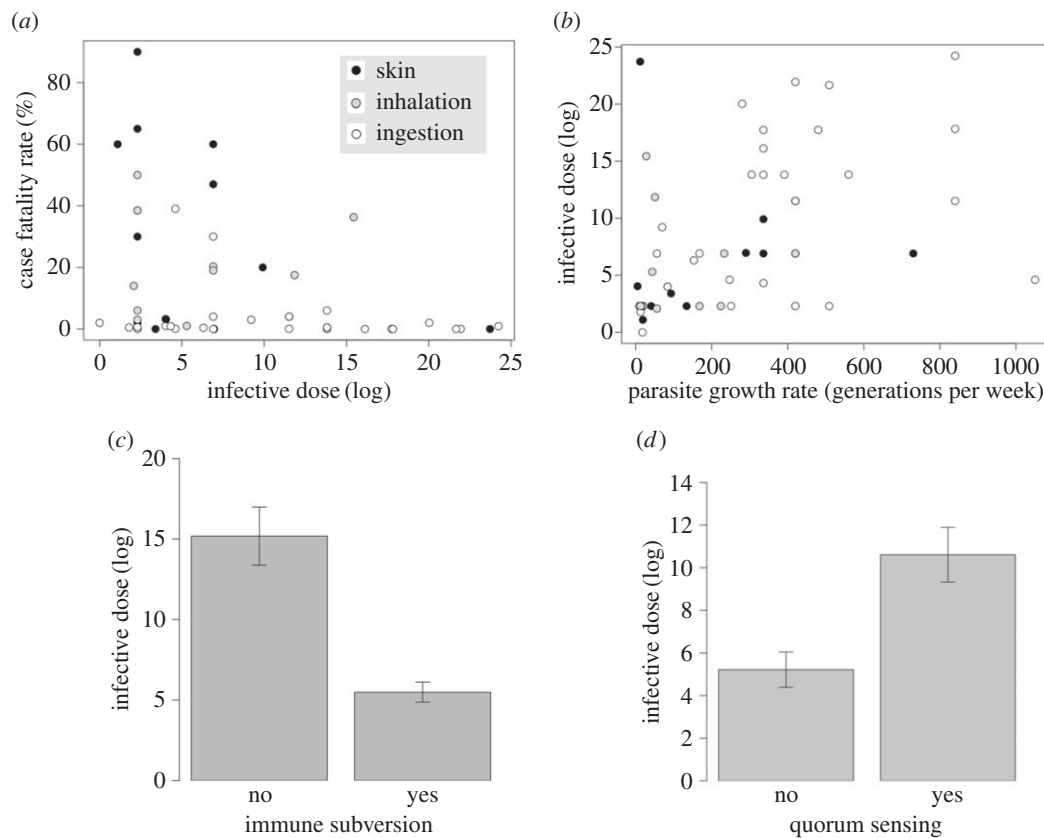 (a)
case fatality rate (%)
80
60
40
20
0
0 5 10 15 20 25
infective dose (log)
skin
inhalation
ingestion
(b)
infective dose (log)
25
20
15
10
5
0
0 200 400 600 800 1000
parasite growth rate (generations per week)
(c)
infective dose (log)
20
15
10
5
0
no yes
immune subversion
(d)
infective dose (log)
14
12
10
8
6
4
2
0
no yes
quorum sensing